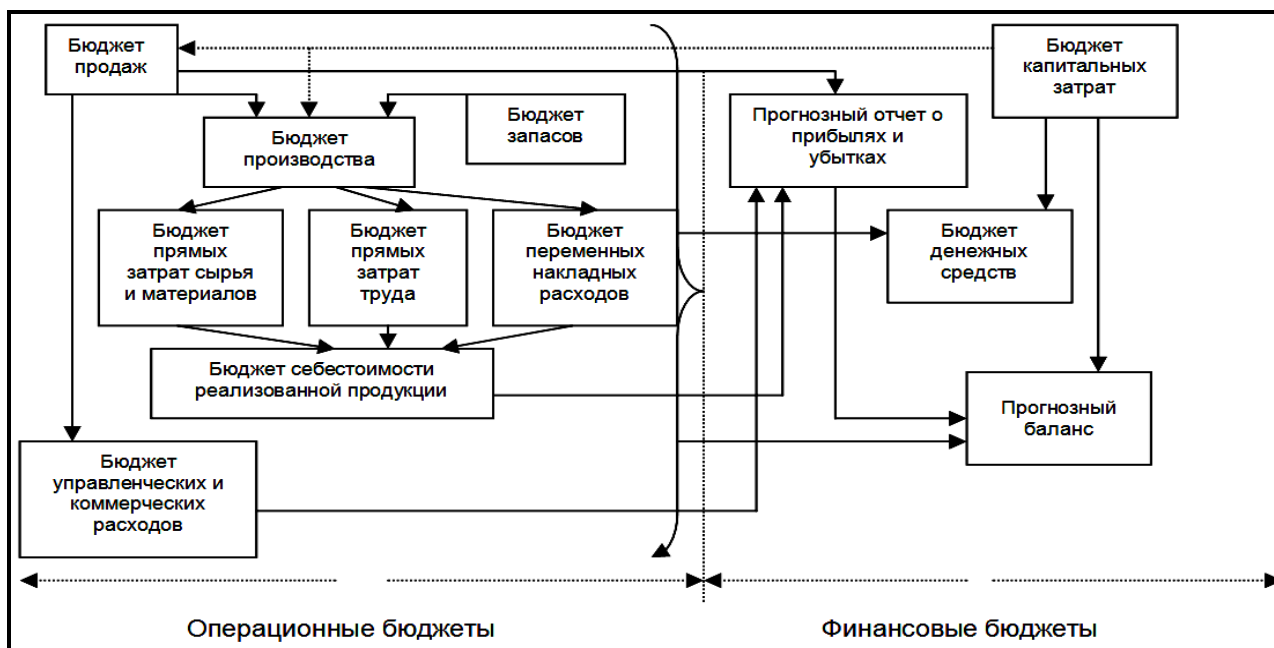 Бюджет
продаж
Бюджет
капитальных
затрат
Бюджет
производства
Бюджет
запасов
Прогнозный отчет о
прибылях и
убытках
Бюджет
прямых
затрат сырья
и материалов
Бюджет
прямых
затрат
труда
Бюджет
переменных
накладных
расходов
Бюджет
денежных
средств
Бюджет себестоимости
реализованной продукции
Прогнозный
баланс
Бюджет
управленческих и
коммерческих
расходов
Операционные бюджеты
Финансовые бюджеты